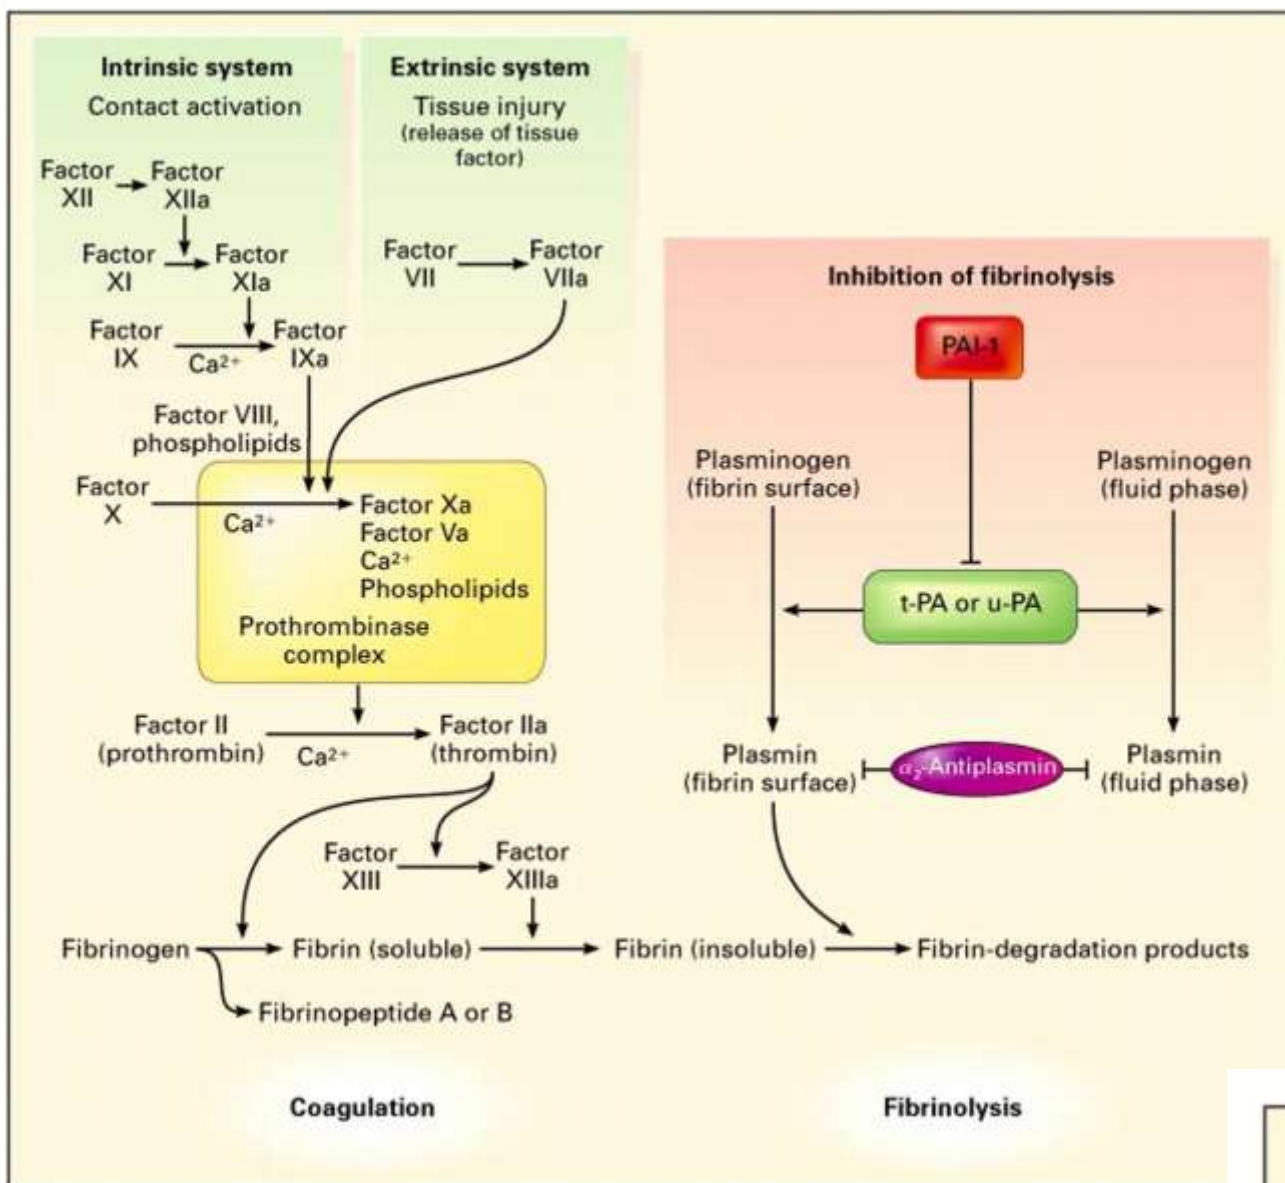 Intrinsic system
Contact activation
Extrinsic system
Tissue injury
(release of tissue
factor)
Factor
XII
Factor
XIIa
Factor
XI
Factor
XIa
Factor
VII
Factor
VIIa
Factor
IX
Ca²⁺
Factor
IXa
Factor VIII,
phospholipids
Factor
X
Ca²⁺
Factor Xa
Factor Va
Ca²⁺
Phospholipids
Prothrombinase
complex
Factor II
(prothrombin)
Ca²⁺
Factor IIa
(thrombin)
Factor
XIII
Factor
XIIIa
Fibrinogen
Fibrin (soluble)
Fibrin (insoluble)
Fibrin-degradation products
Fibrinopeptide A or B
Coagulation
Inhibition of fibrinolysis
PAI-1
Plasminogen
(fibrin surface)
Plasminogen
(fluid phase)
t-PA or u-PA
Plasmin
(fibrin surface)
α₂-Antiplasmin
Plasmin
(fluid phase)
Fibrinolysis